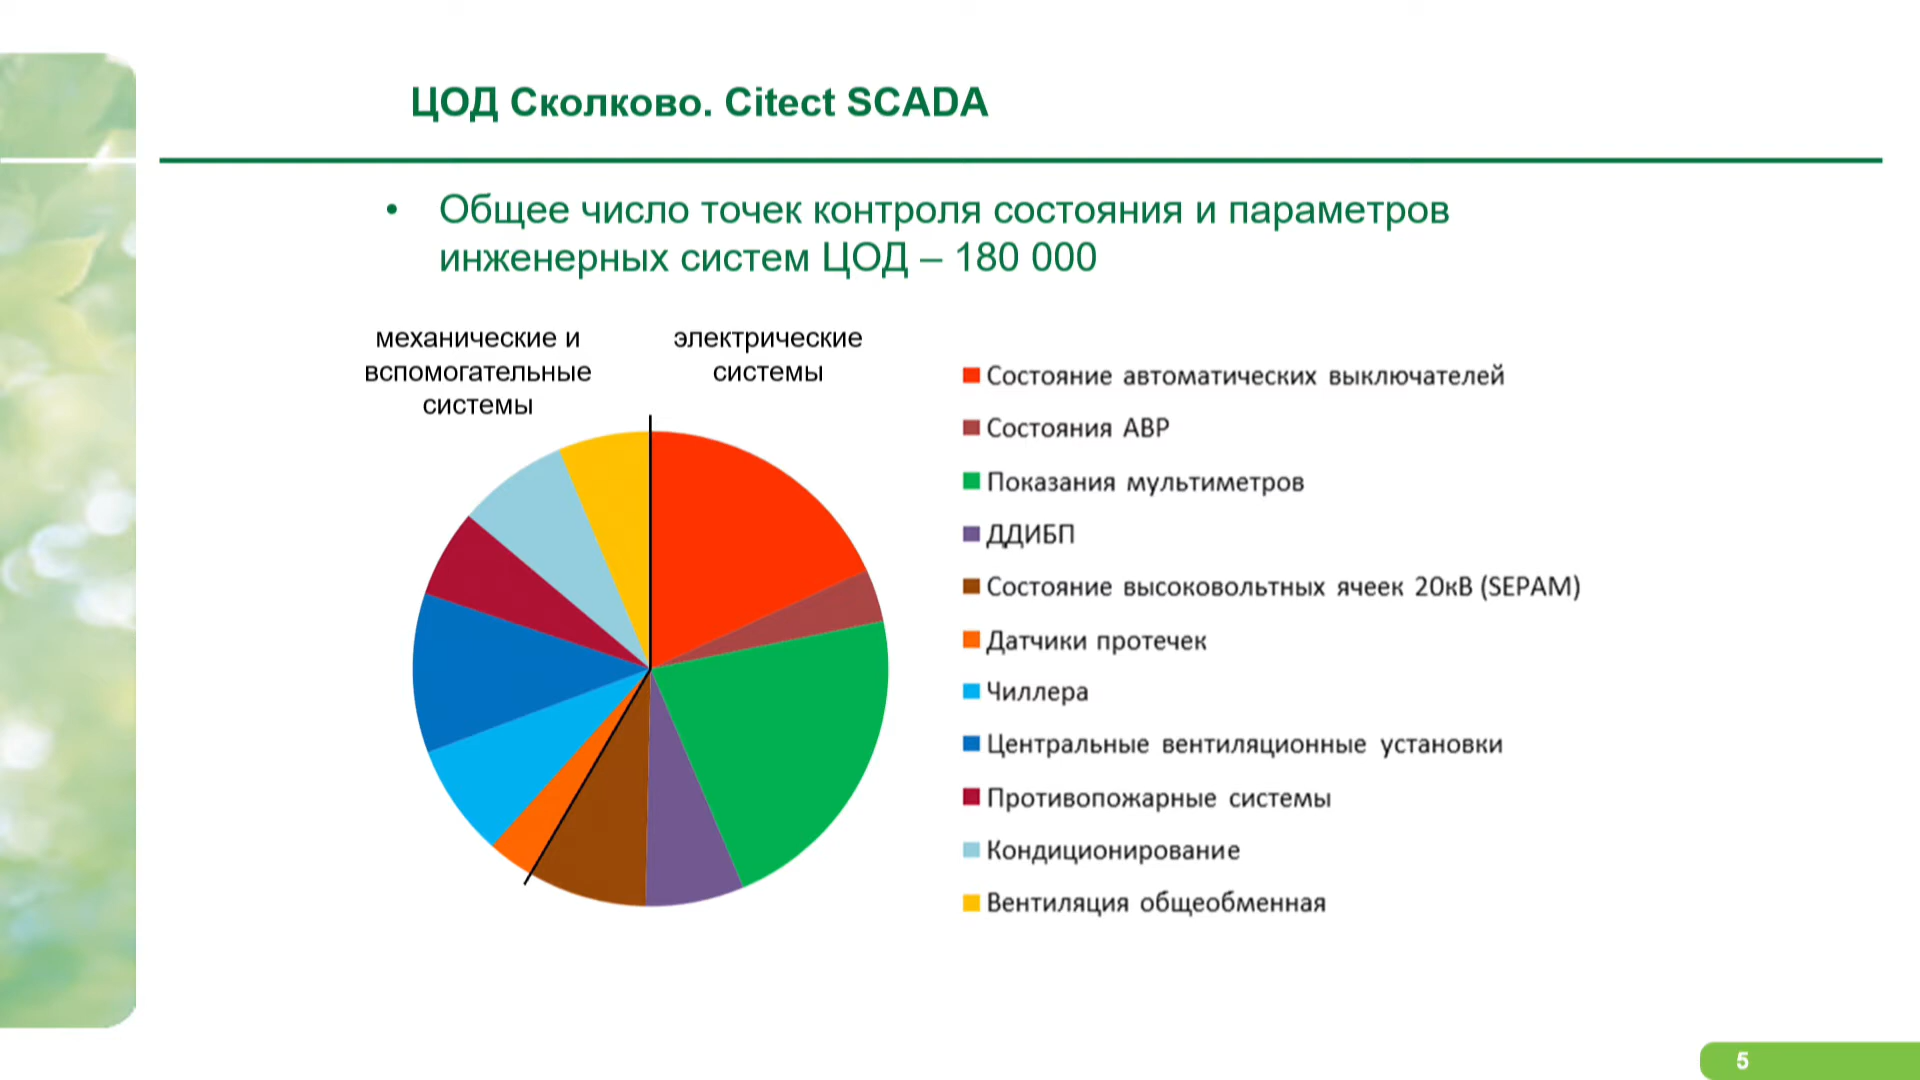 ЦОД Сколково. Citect SCADA
• Общее число точек контроля состояния и параметров
инженерных систем ЦОД – 180 000
механические и
вспомогательные
системы
электрические
системы
Состояние автоматических выключателей
Состояния АВР
Показания мультиметров
ДДИБП
Состояние высоковольтных ячеек 20кВ (SEPAM)
Датчики протечек
Чиллера
Центральные вентиляционные установки
Противопожарные системы
Кондиционирование
Вентиляция общеобменная
5